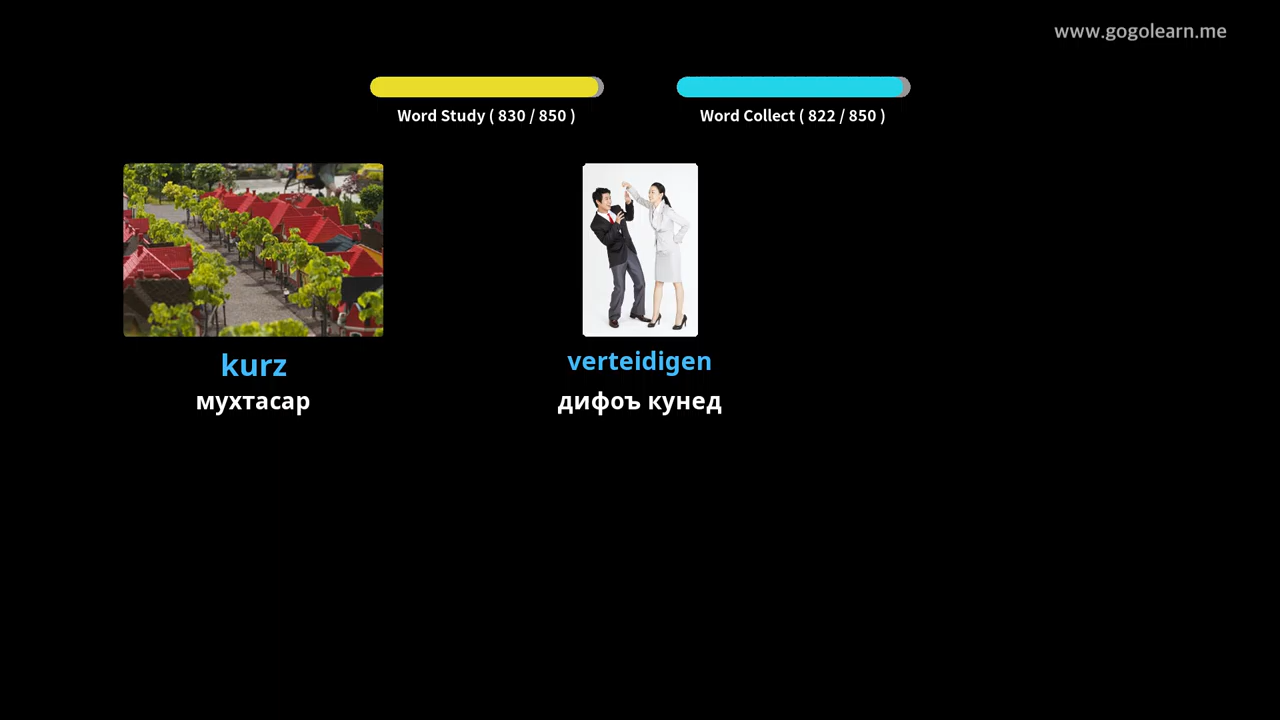 www.gogolearn.me
Word Study ( 830 / 850 )
Word Collect ( 822 / 850 )
kurz
мухтасар
verteidigen
дифоъ кунед